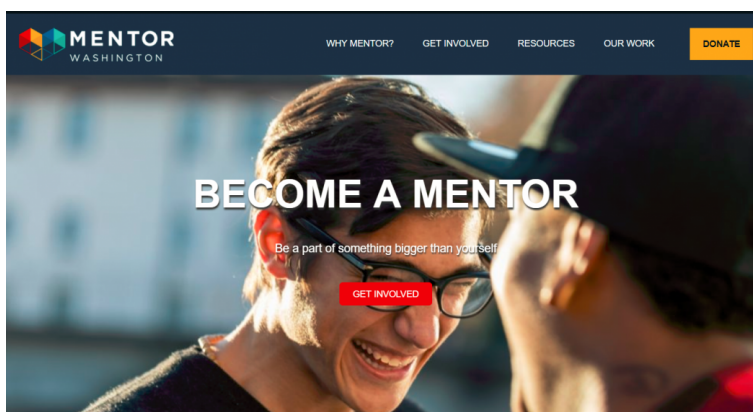 MENTOR
WASHINGTON
WHY MENTOR? GET INVOLVED RESOURCES OUR WORK DONATE
BECOME A MENTOR
Be a part of something bigger than yourself
GET INVOLVED